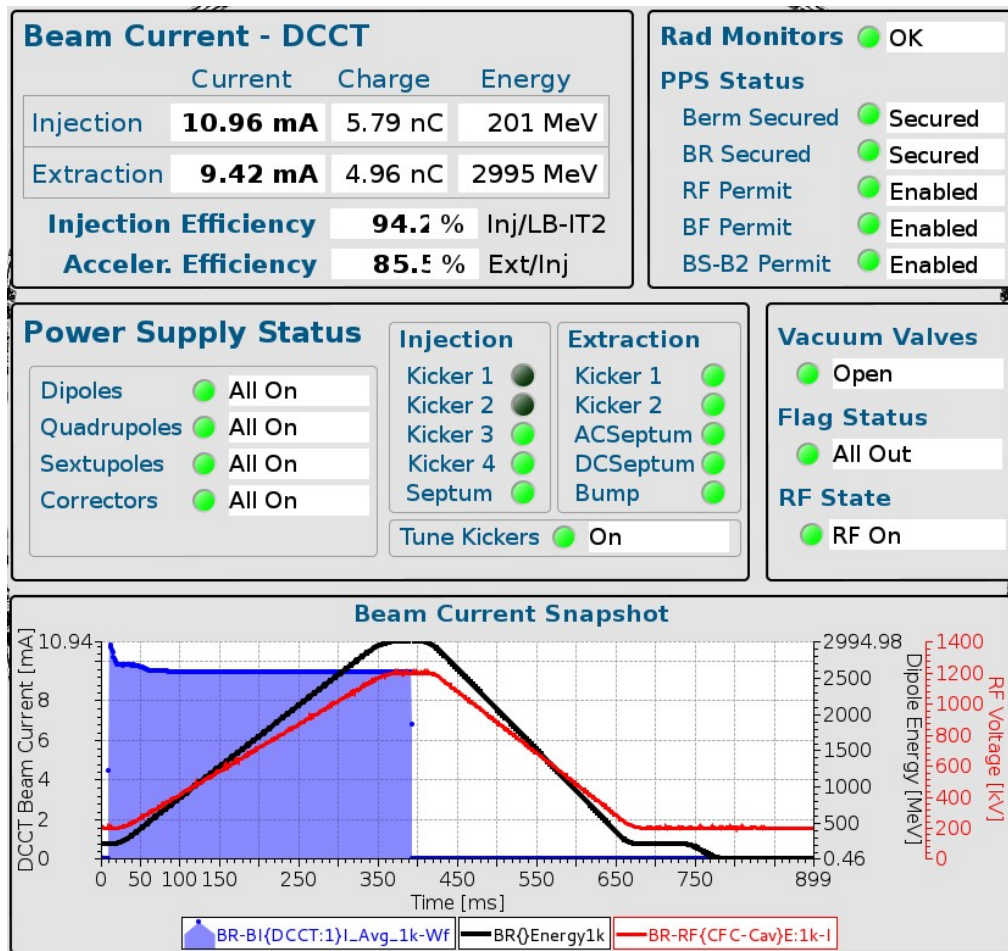 Beam Current - DCCT
Current Charge Energy
Injection 10.96 mA 5.79 nC 201 MeV
Extraction 9.42 mA 4.96 nC 2995 MeV
Injection Efficiency 94.2 % Inj/LB-IT2
Acceler. Efficiency 85.5 % Ext/Inj
Rad Monitors OK
PPS Status
Berm Secured Secured
BR Secured Secured
RF Permit Enabled
BF Permit Enabled
BS-B2 Permit Enabled
Power Supply Status
Dipoles All On
Quadrupoles All On
Sextupoles All On
Correctors All On
Injection
Kicker 1
Kicker 2
Kicker 3
Kicker 4
Septum
Extraction
Kicker 1
Kicker 2
ACSeptum
DCSeptum
Bump
Tune Kickers On
Vacuum Valves
Open
Flag Status
All Out
RF State
RF On
Beam Current Snapshot
DCCT Beam Current [mA]
10.94
8
6
4
2
0
2994.98
2500
2000
1500
1000
500
0.46
Dipole Energy [MeV]
1400
1200
1000
800
600
400
200
0
RF Voltage [kV]
0 50 100 150 250 350 450 550 650 750 899
Time [ms]
BR-BI{DCCT:1}I_Avg_1k-Wf BR{}Energy1k BR-RF{CFC-Cav}E:1k-I